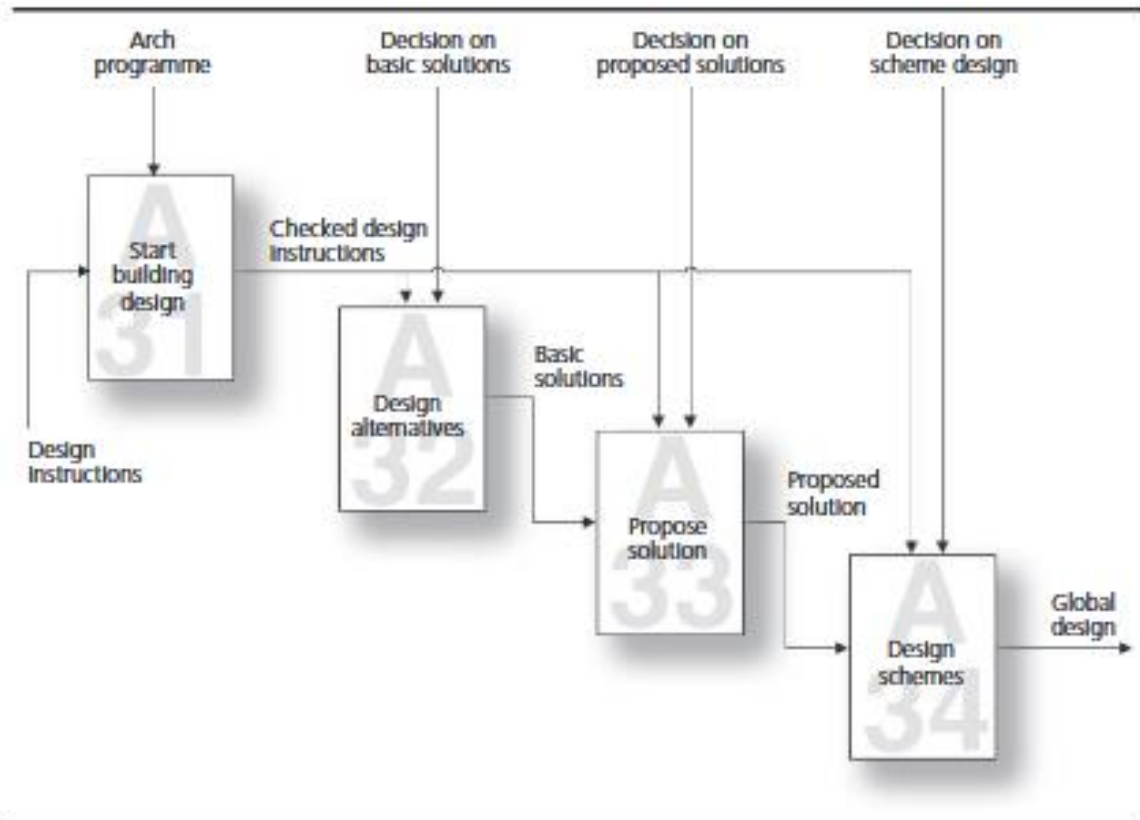 Arch
programme
Decision on
basic solutions
Decision on
proposed solutions
Decision on
scheme design
A
31
Start
building
design
Checked design
instructions
Design
instructions
A
32
Design
alternatives
Basic
solutions
A
33
Propose
solution
Proposed
solution
A
34
Design
schemes
Global
design